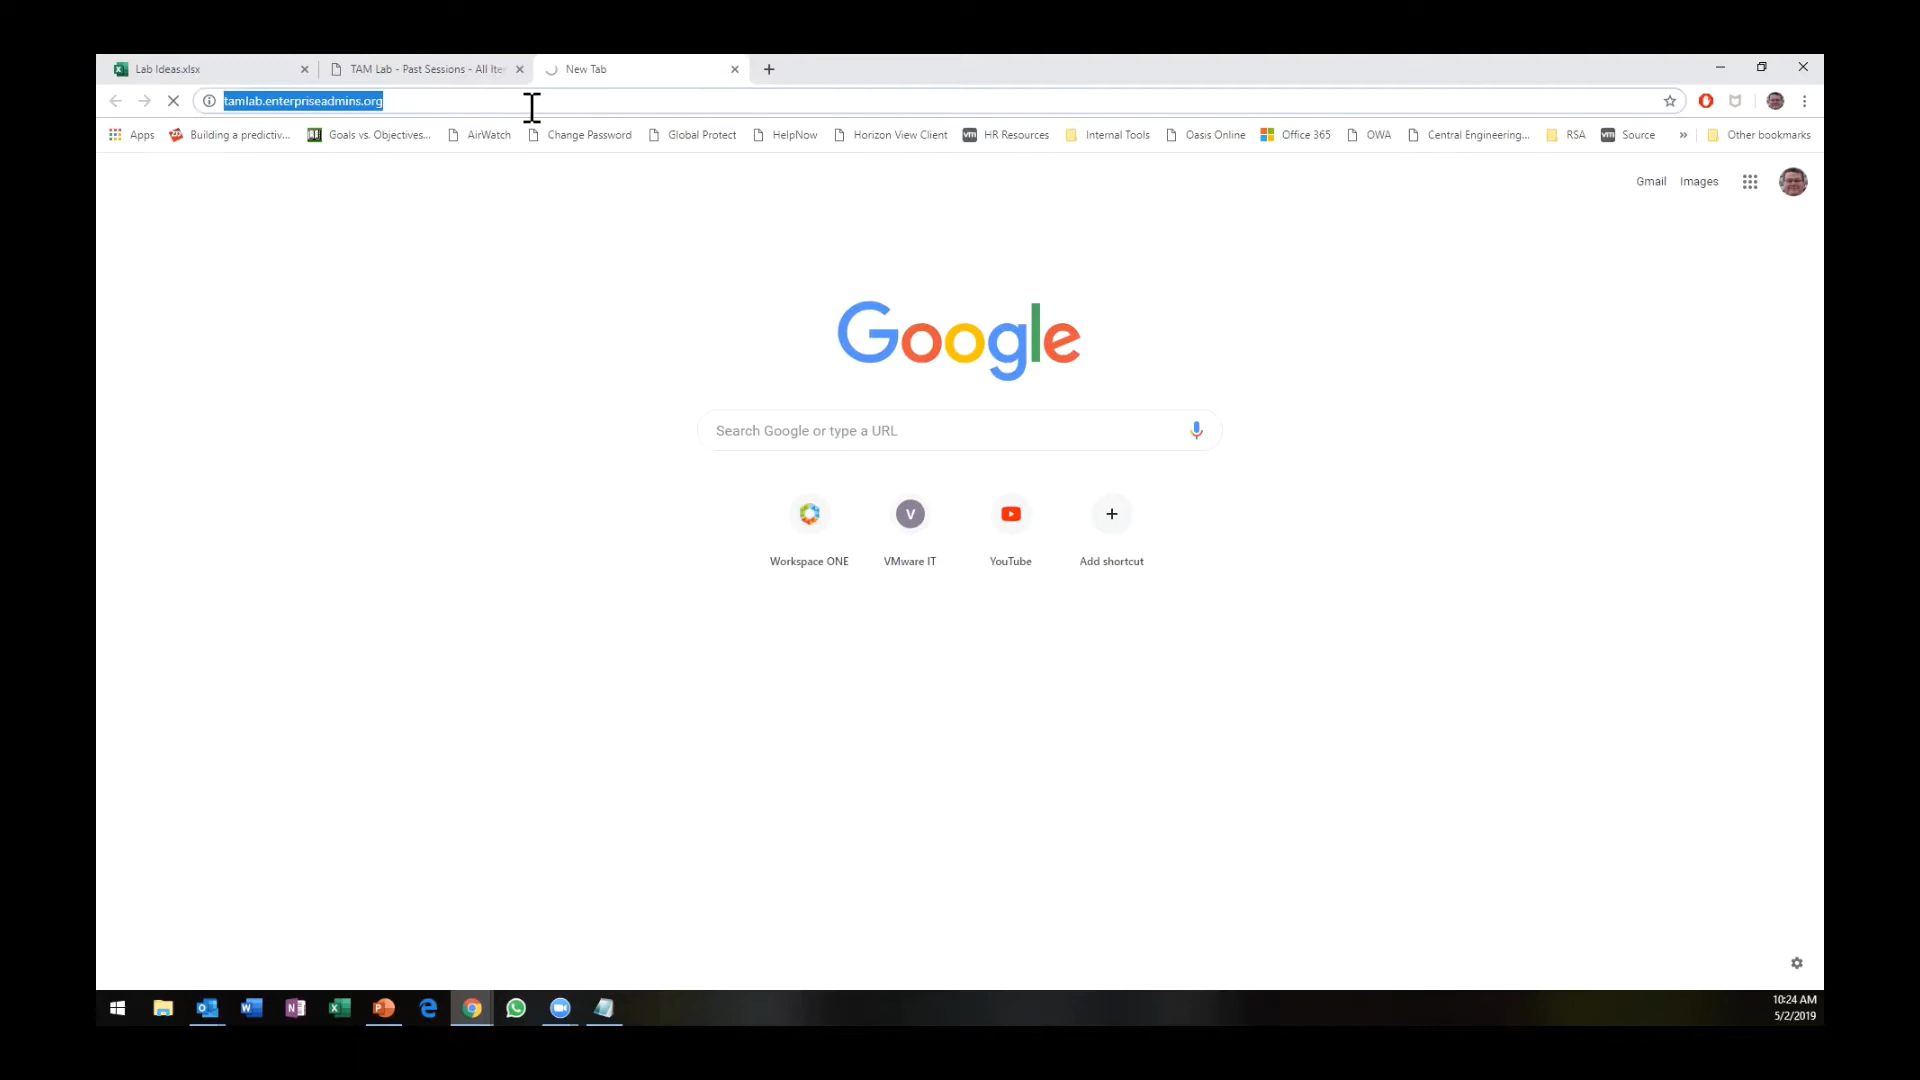 Lab Ideas.xlsx
TAM Lab - Past Sessions - All Ite
New Tab
tamlab.enterpriseadmins.org
Apps
Building a predictiv...
Goals vs. Objectives...
AirWatch
Change Password
Global Protect
HelpNow
Horizon View Client
vm HR Resources
Internal Tools
Oasis Online
Office 365
OWA
Central Engineering...
RSA
vm Source
»
Other bookmarks
Gmail
Images
Google
Search Google or type a URL
V
Workspace ONE
VMware IT
YouTube
Add shortcut
10:24 AM
5/2/2019